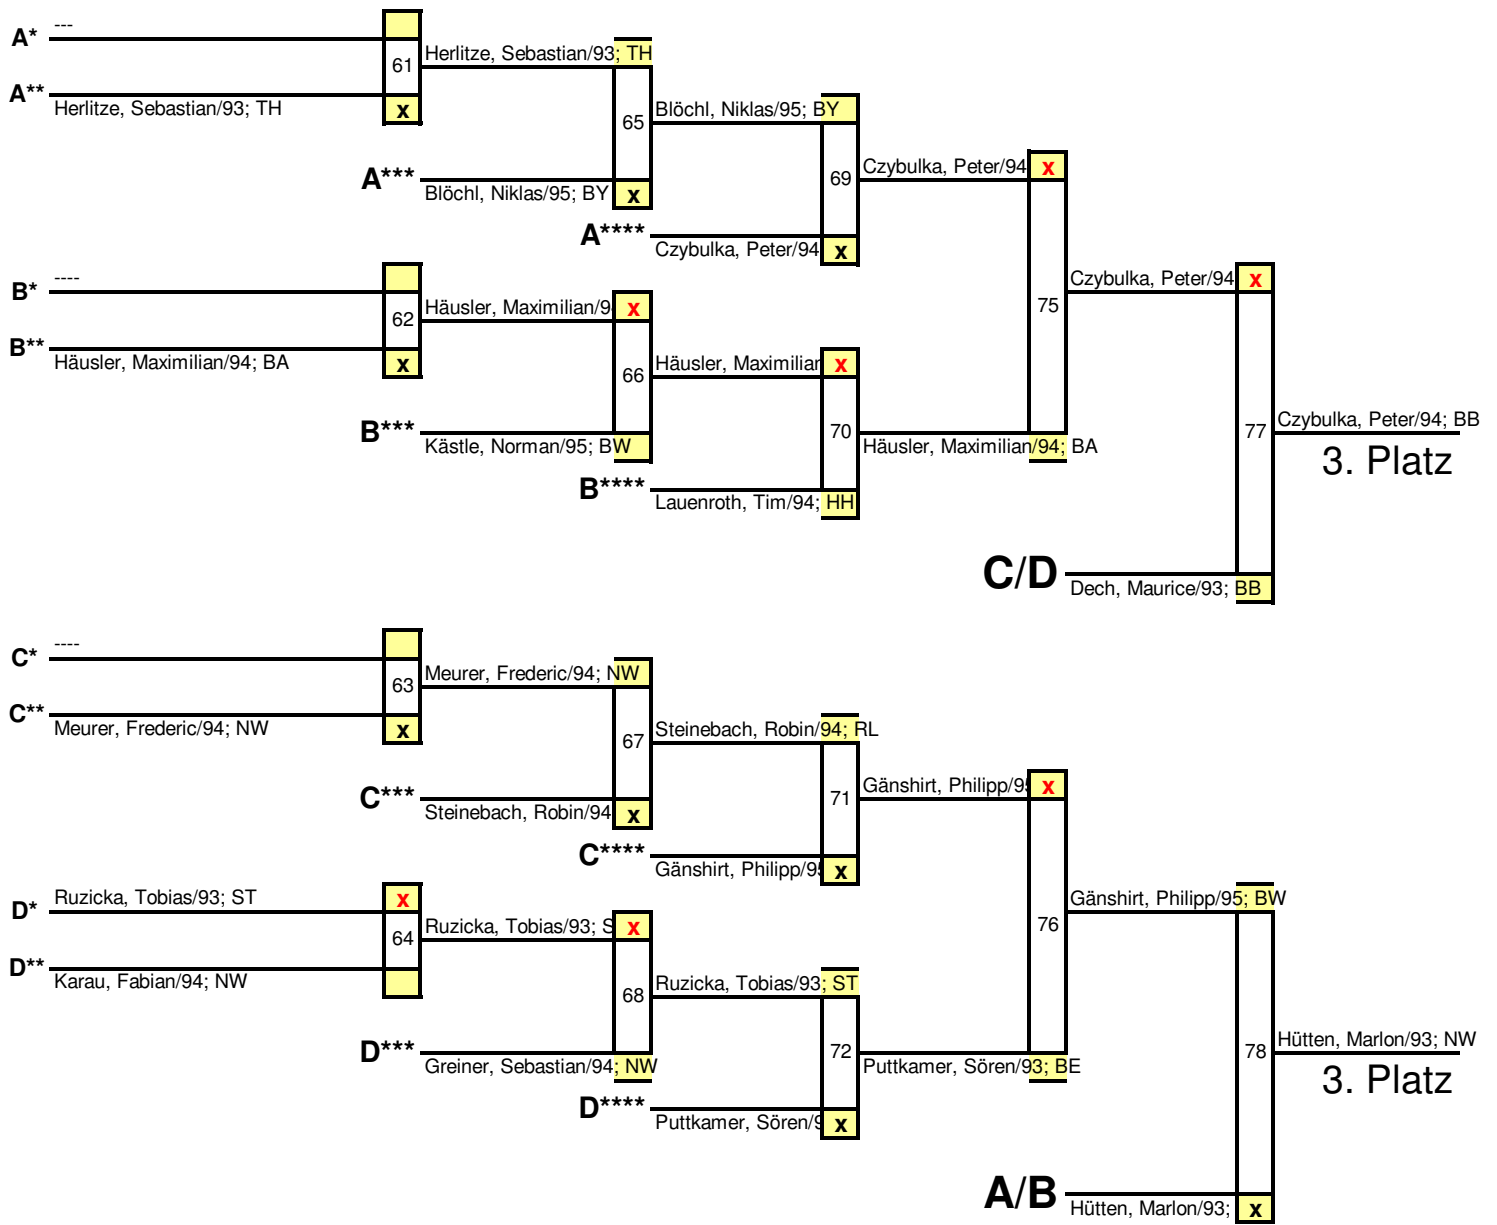 ---
A*
61
Herlitze, Sebastian/93; TH
A**
Herlitze, Sebastian/93; TH
x
65
Blöchl, Niklas/95; BY
A***
Blöchl, Niklas/95; BY
x
69
Czybulka, Peter/94
x
A****
Czybulka, Peter/94
x
----
B*
62
Häusler, Maximilian/9
x
B**
Häusler, Maximilian/94; BA
x
66
Häusler, Maximilian
x
B***
Kästle, Norman/95; BW
70
Häusler, Maximilian/94; BA
B****
Lauenroth, Tim/94; HH
75
Czybulka, Peter/94
x
77
Czybulka, Peter/94; BB
3. Platz
C/D
Dech, Maurice/93; BB
----
C*
63
Meurer, Frederic/94; NW
C**
Meurer, Frederic/94; NW
x
67
Steinebach, Robin/94; RL
C***
Steinebach, Robin/94
x
71
Gänshirt, Philipp/95
x
C****
Gänshirt, Philipp/95
x
Ruzicka, Tobias/93; ST
x
D*
64
Ruzicka, Tobias/93; S
x
D**
Karau, Fabian/94; NW
68
Ruzicka, Tobias/93; ST
D***
Greiner, Sebastian/94; NW
72
Puttkamer, Sören/93; BE
D****
Puttkamer, Sören/9
x
76
Gänshirt, Philipp/95; BW
78
Hütten, Marlon/93; NW
3. Platz
A/B
Hütten, Marlon/93;
x